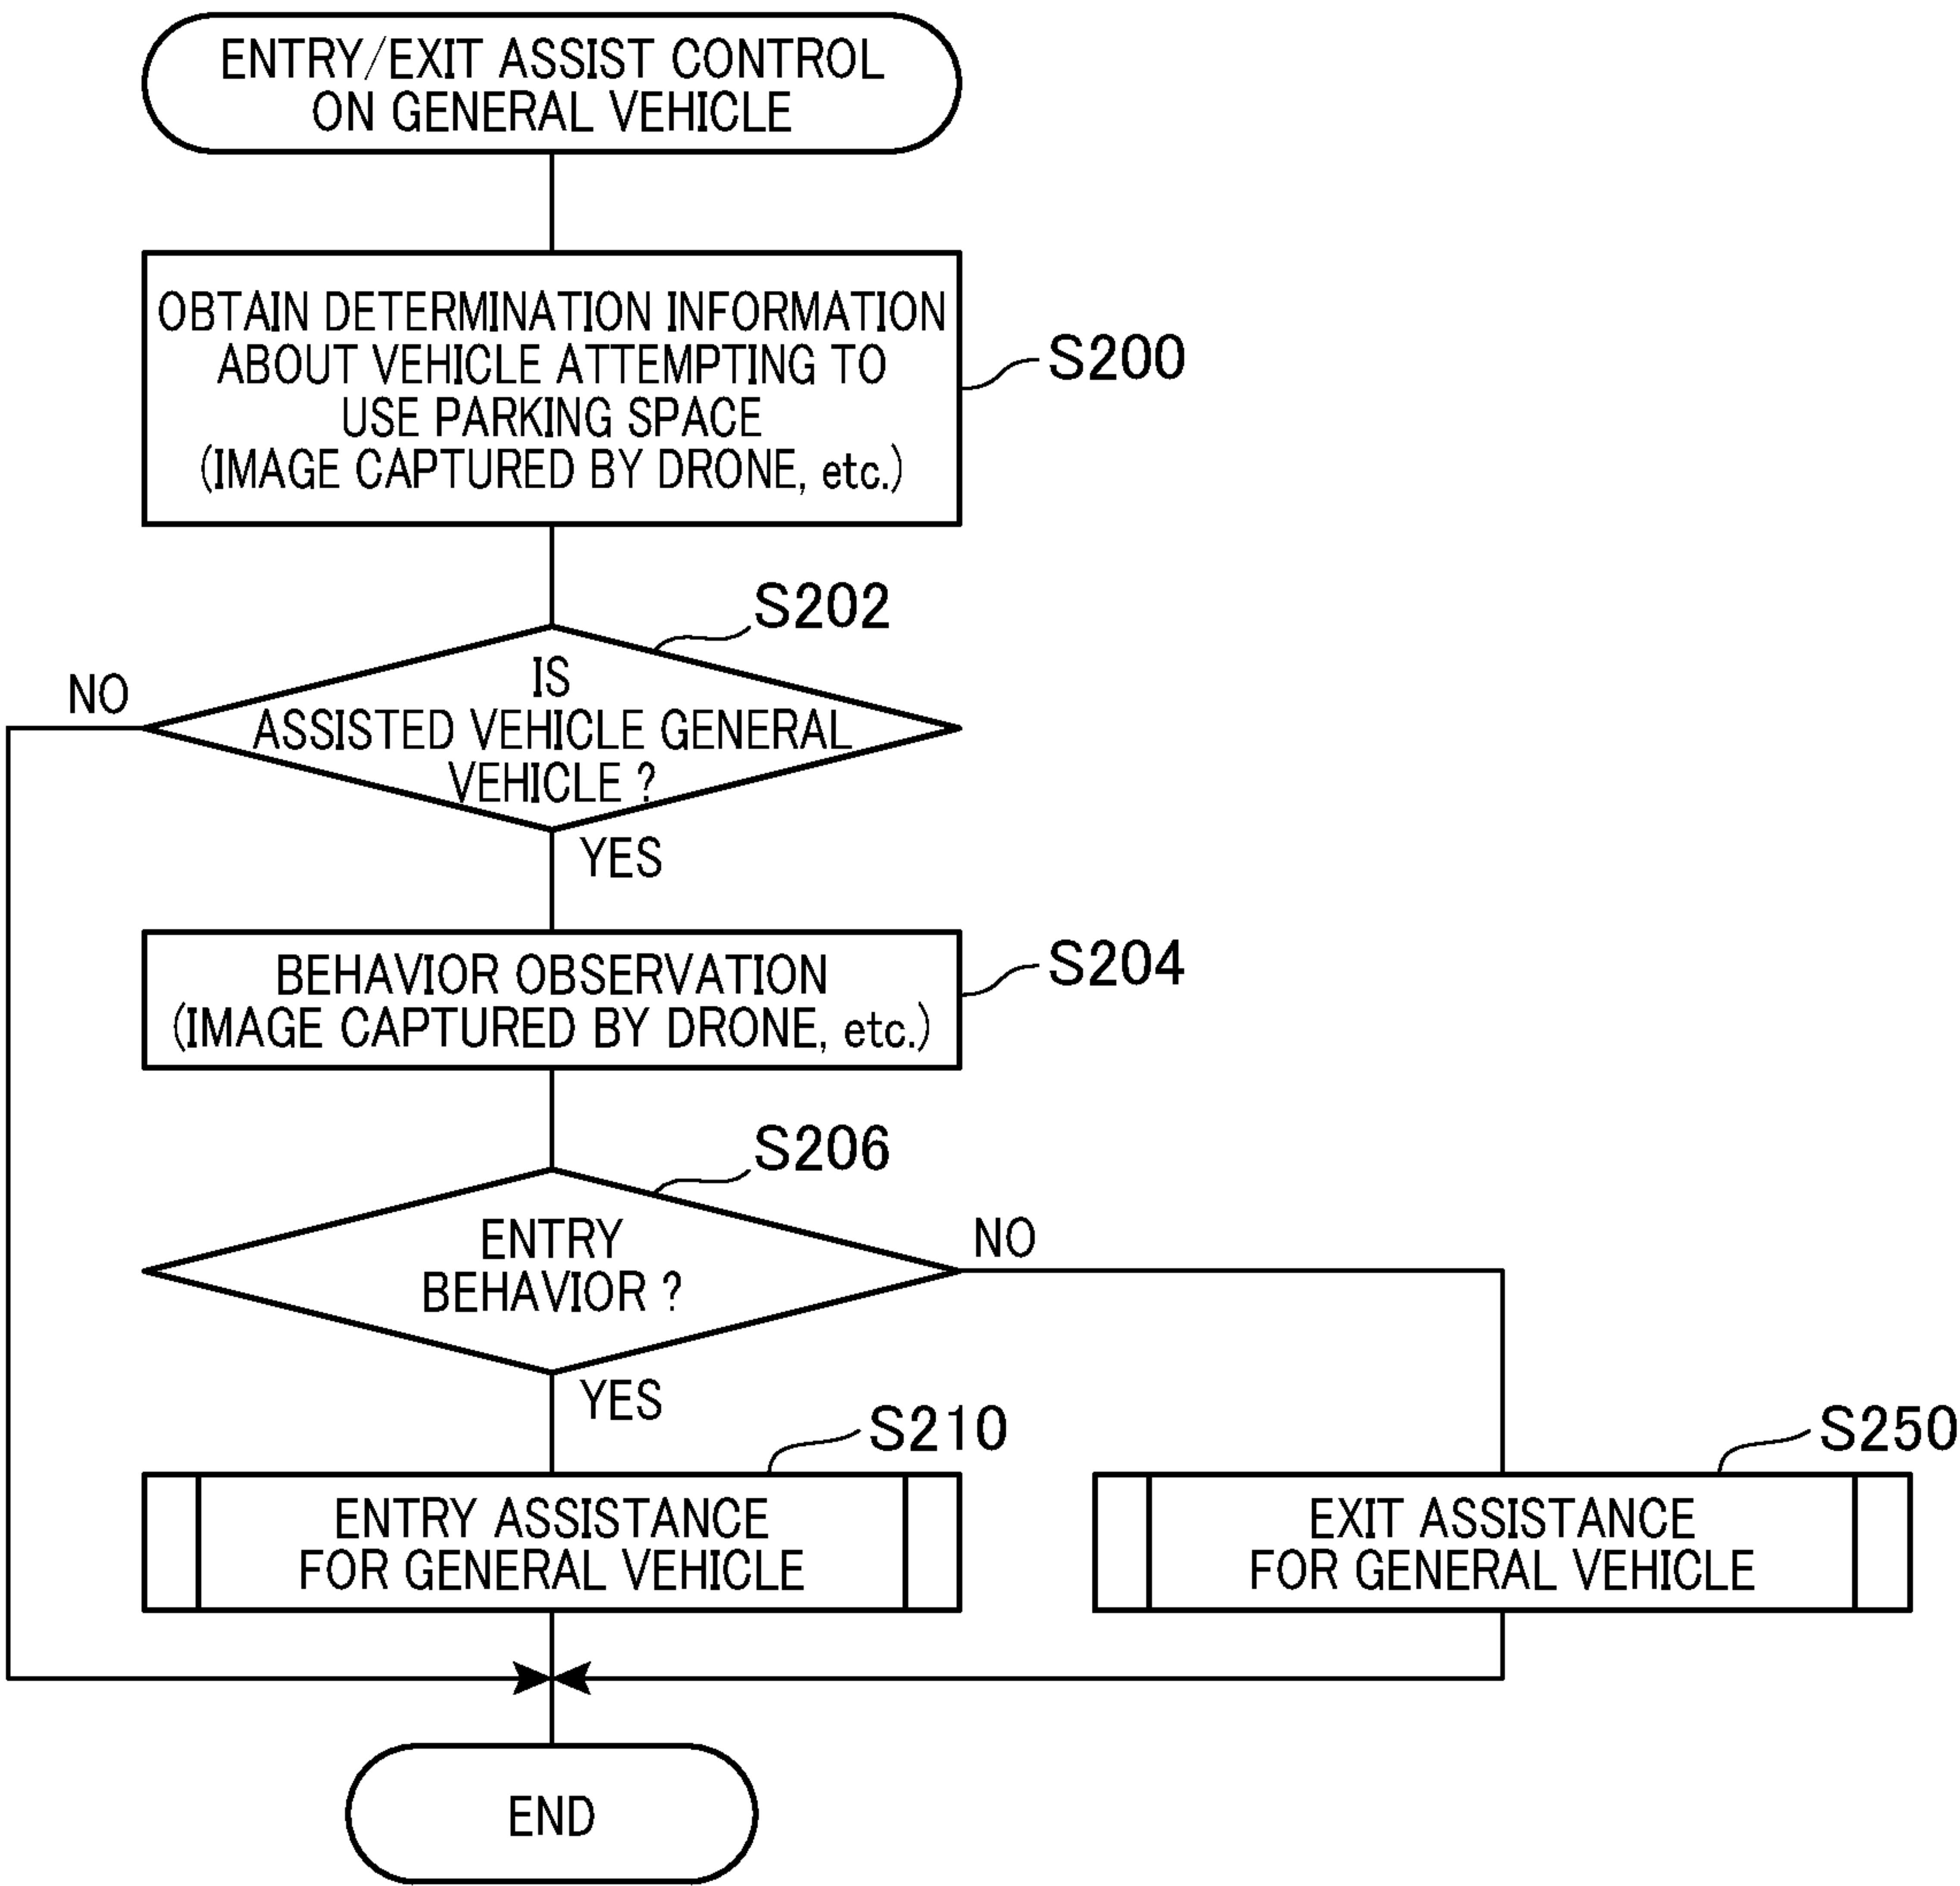 ENTRY/EXIT ASSIST CONTROL
ON GENERAL VEHICLE
OBTAIN DETERMINATION INFORMATION
ABOUT VEHICLE ATTEMPTING TO
USE PARKING SPACE
(IMAGE CAPTURED BY DRONE, etc.)
S200
S202
NO
IS
ASSISTED VEHICLE GENERAL
VEHICLE ?
YES
BEHAVIOR OBSERVATION
(IMAGE CAPTURED BY DRONE, etc.)
S204
S206
ENTRY
BEHAVIOR ?
NO
YES
S210
ENTRY ASSISTANCE
FOR GENERAL VEHICLE
S250
EXIT ASSISTANCE
FOR GENERAL VEHICLE
END